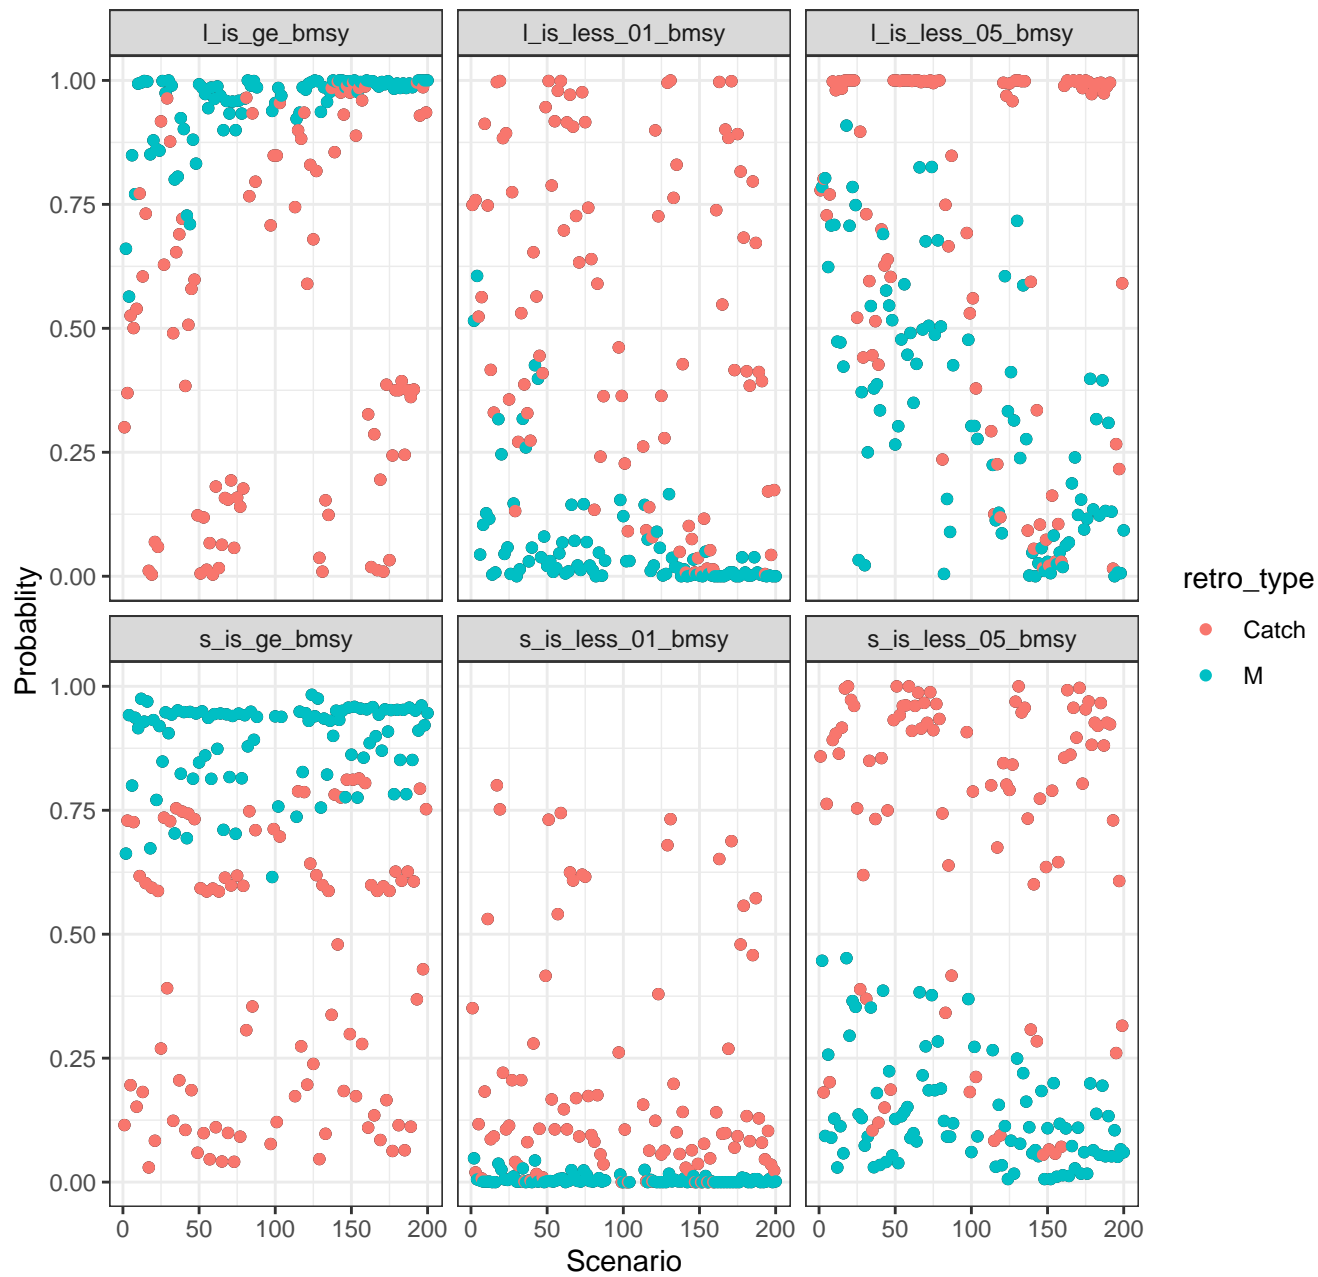 l_is_ge_bmsy l_is_less_01_bmsy l_is_less_05_bmsy
1.00
0.75
0.50
0.25
0.00
s_is_ge_bmsy s_is_less_01_bmsy s_is_less_05_bmsy
1.00
0.75
0.50
0.25
0.00
0 50 100 150 200 0 50 100 150 200 0 50 100 150 200
Scenario
Probablity
retro_type
Catch
M